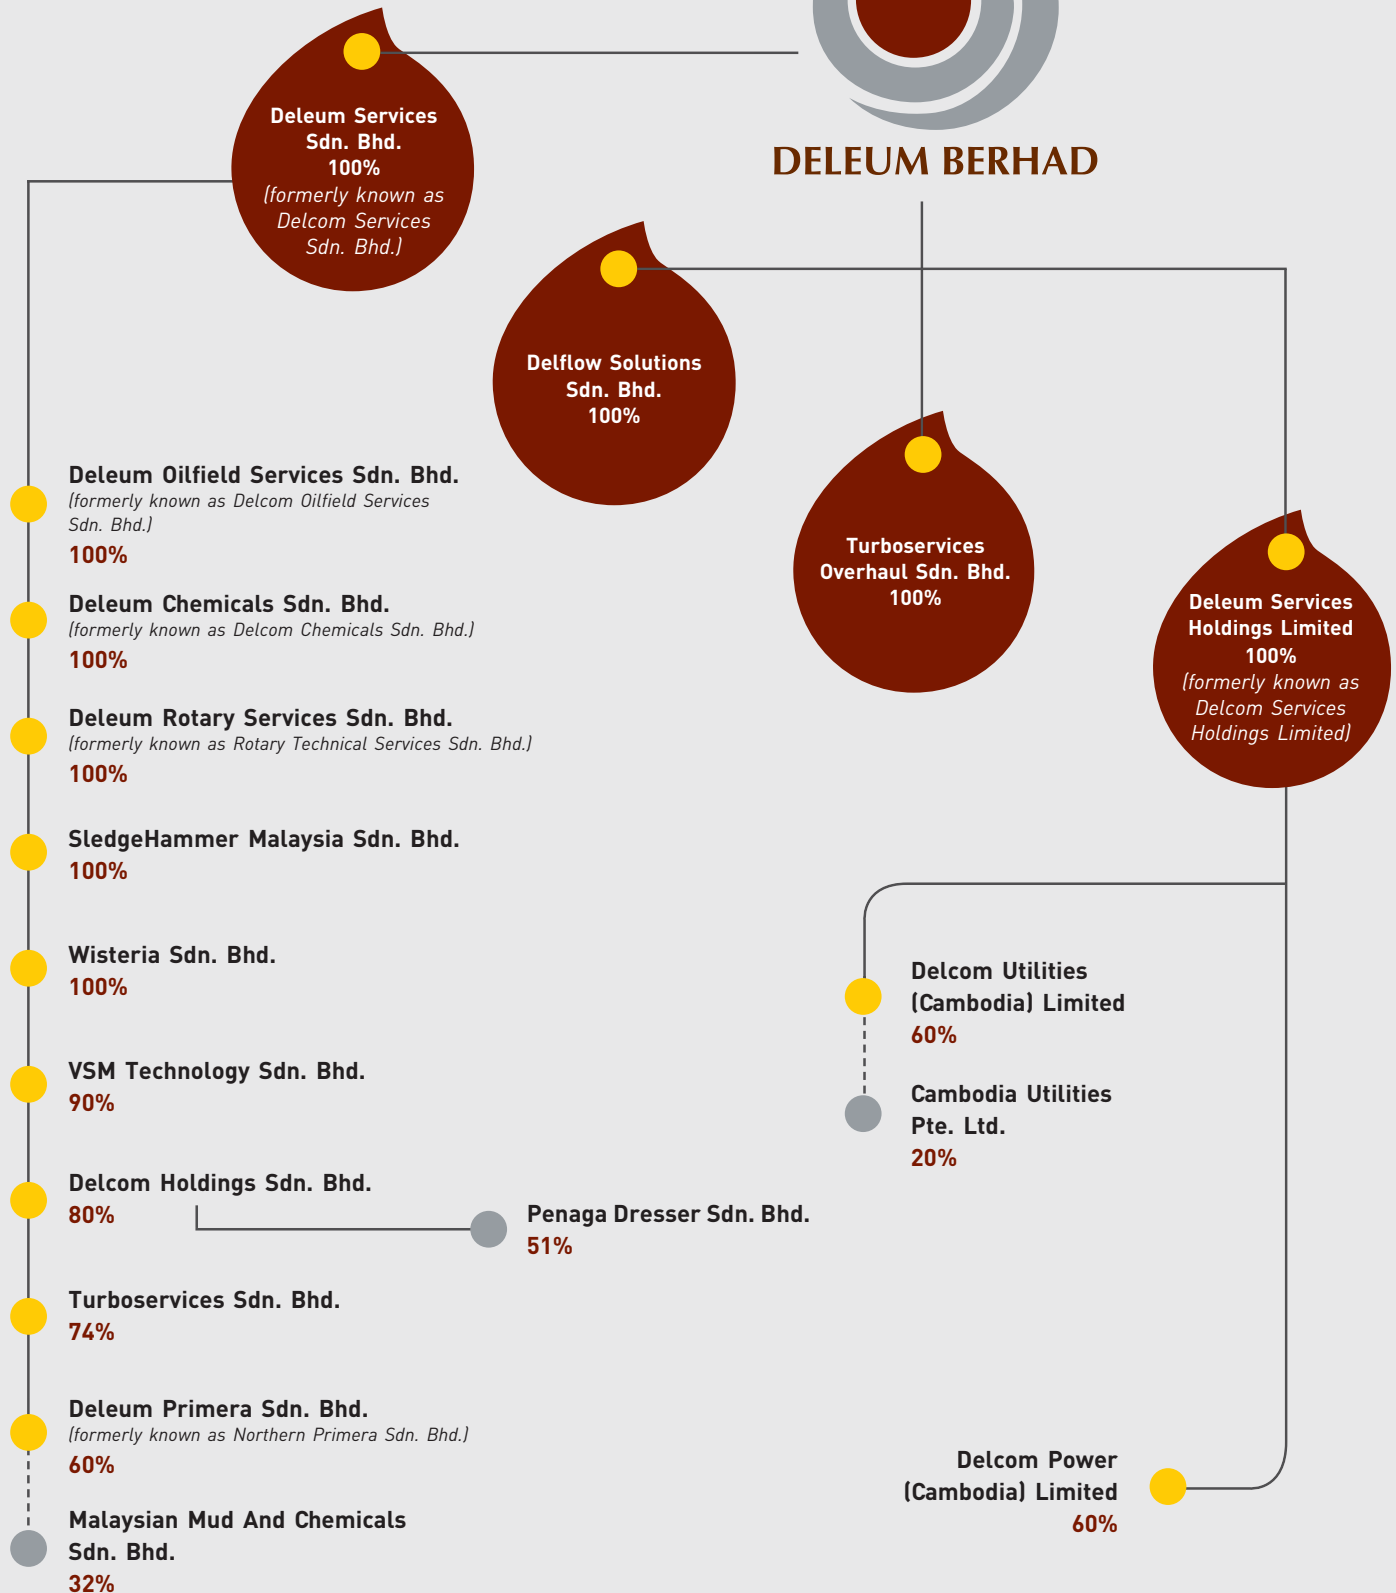 DELEUM BERHAD
Deleum Services
Sdn. Bhd.
100%
(formerly known as
Delcom Services
Sdn. Bhd.)
Delflow Solutions
Sdn. Bhd.
100%
Turboservices
Overhaul Sdn. Bhd.
100%
Deleum Services
Holdings Limited
100%
(formerly known as
Delcom Services
Holdings Limited)
Deleum Oilfield Services Sdn. Bhd.
(formerly known as Delcom Oilfield Services
Sdn. Bhd.)
100%
Deleum Chemicals Sdn. Bhd.
(formerly known as Delcom Chemicals Sdn. Bhd.)
100%
Deleum Rotary Services Sdn. Bhd.
(formerly known as Rotary Technical Services Sdn. Bhd.)
100%
SledgeHammer Malaysia Sdn. Bhd.
100%
Wisteria Sdn. Bhd.
100%
VSM Technology Sdn. Bhd.
90%
Delcom Holdings Sdn. Bhd.
80%
Penaga Dresser Sdn. Bhd.
51%
Turboservices Sdn. Bhd.
74%
Deleum Primera Sdn. Bhd.
(formerly known as Northern Primera Sdn. Bhd.)
60%
Malaysian Mud And Chemicals
Sdn. Bhd.
32%
Delcom Utilities
(Cambodia) Limited
60%
Cambodia Utilities
Pte. Ltd.
20%
Delcom Power
(Cambodia) Limited
60%